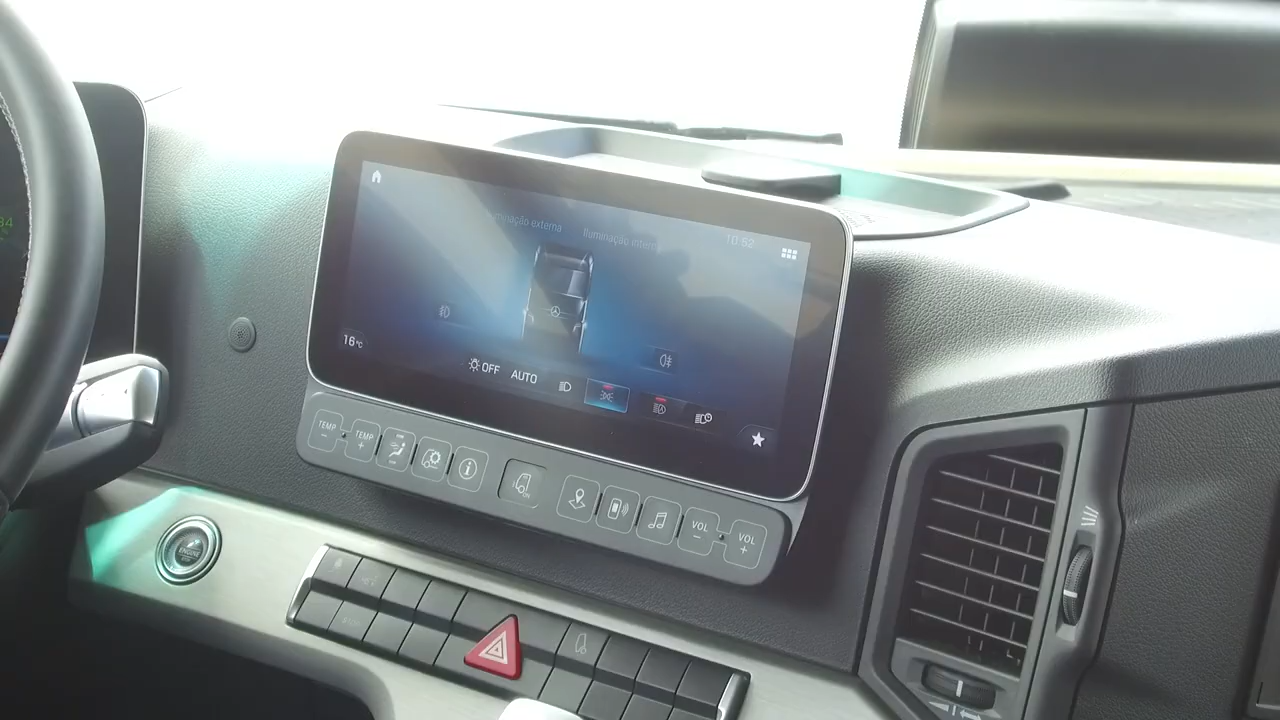 Iluminação externa
Iluminação interna
10:52
16°C
OFF
AUTO
TEMP
−
TEMP
+
VOL
−
VOL
+
ENGINE